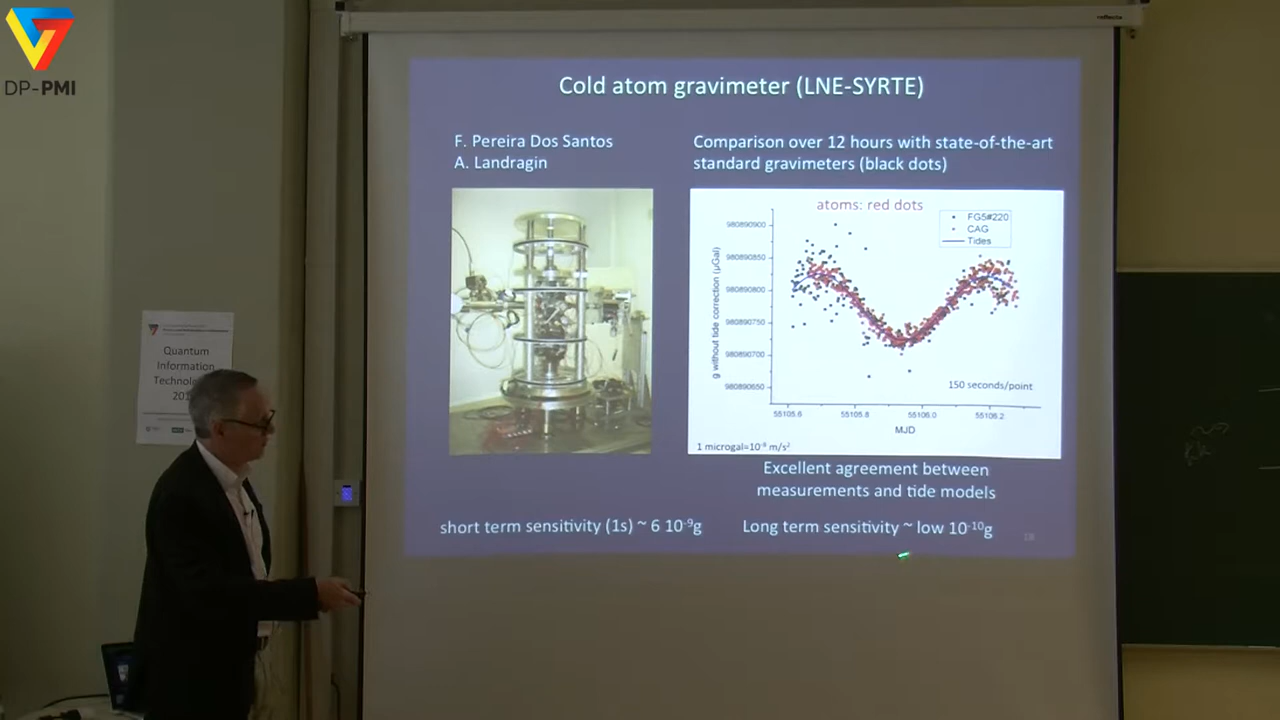 DP-PMI
reflecta
Cold atom gravimeter (LNE-SYRTE)
F. Pereira Dos Santos
A. Landragin
Comparison over 12 hours with state-of-the-art
standard gravimeters (black dots)
atoms: red dots
FG5#220
CAG
Tides
g without tide correction (µGal)
980890900
980890850
980890800
980890750
980890700
980890650
150 seconds/point
55105.6
55105.8
55106.0
55106.2
MJD
1 microgal=10⁻⁸ m/s²
Excellent agreement between
measurements and tide models
short term sensitivity (1s) ~ 6 10⁻⁹g
Long term sensitivity ~ low 10⁻¹⁰g
18
Quantum
Information